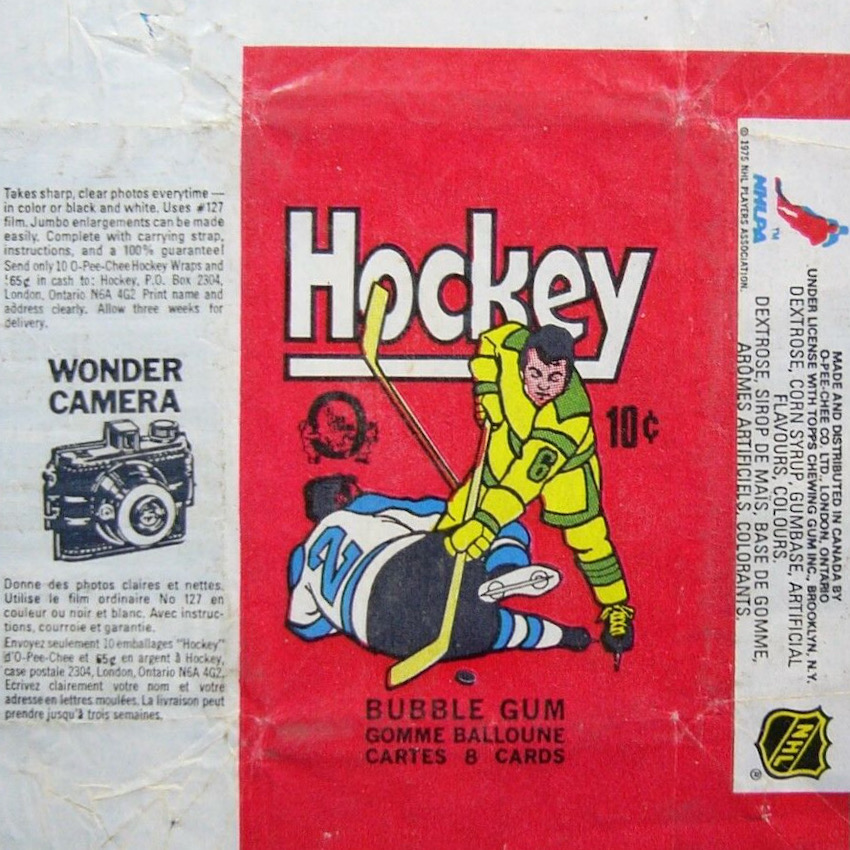 Takes sharp, clear photos everytime —
in color or black and white. Uses #127
film. Jumbo enlargements can be made
easily. Complete with carrying strap,
instructions, and a 100% guarantee!
Send only 10 O-Pee-Chee Hockey Wraps and
65¢ in cash to: Hockey, P.O. Box 2304,
London, Ontario N6A 4G2 Print name and
address clearly. Allow three weeks for
delivery.
WONDER
CAMERA
Donne des photos claires et nettes.
Utilise le film ordinaire No 127 en
couleur ou noir et blanc. Avec instruc-
tions, courroie et garantie.
Envoyez seulement 10 emballages "Hockey"
d'O-Pee-Chee et 65¢ en argent à Hockey,
case postale 2304, London, Ontario N6A 4G2.
Ecrivez clairement votre nom et votre
adresse en lettres moulées. La livraison peut
prendre jusqu'à trois semaines.
Hockey
10¢
6
2
BUBBLE GUM
GOMME BALLOUNE
CARTES 8 CARDS
© 1975 NHL PLAYERS ASSOCIATION.
NHLPA
TM
MADE AND DISTRIBUTED IN CANADA BY
O-PEE-CHEE CO. LTD. LONDON, ONTARIO
UNDER LICENSE WITH TOPPS CHEWING GUM INC., BROOKLYN, N.Y.
DEXTROSE, CORN SYRUP, GUMBASE, ARTIFICIAL
FLAVOURS, COLOURS.
DEXTROSE, SIROP DE MAIS, BASE DE GOMME,
ARÔMES ARTIFICIELS, COLORANTS.
NHL
®